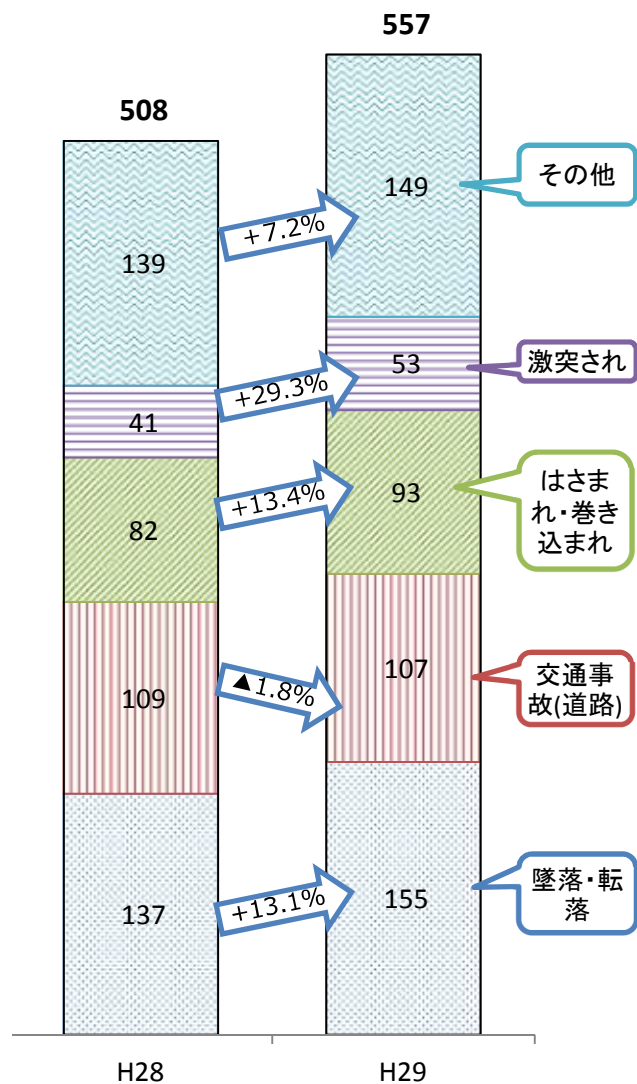 557
508
その他
149
+7.2%
139
激突され
53
+29.3%
41
はさま
れ・巻き
込まれ
93
+13.4%
82
交通事
故(道路)
107
▲1.8%
109
墜落・転
落
155
+13.1%
137
H28
H29